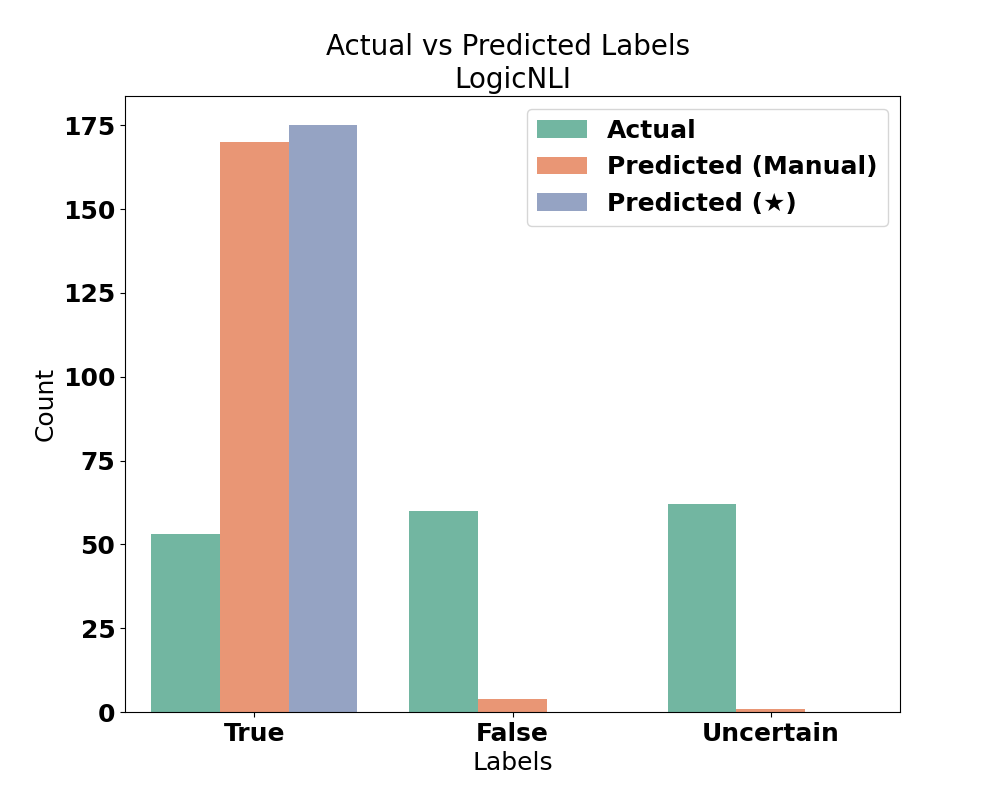 Actual vs Predicted Labels
LogicNLI
Actual
Predicted (Manual)
Predicted (★)
Count
175
150
125
100
75
50
25
0
True False Uncertain
Labels